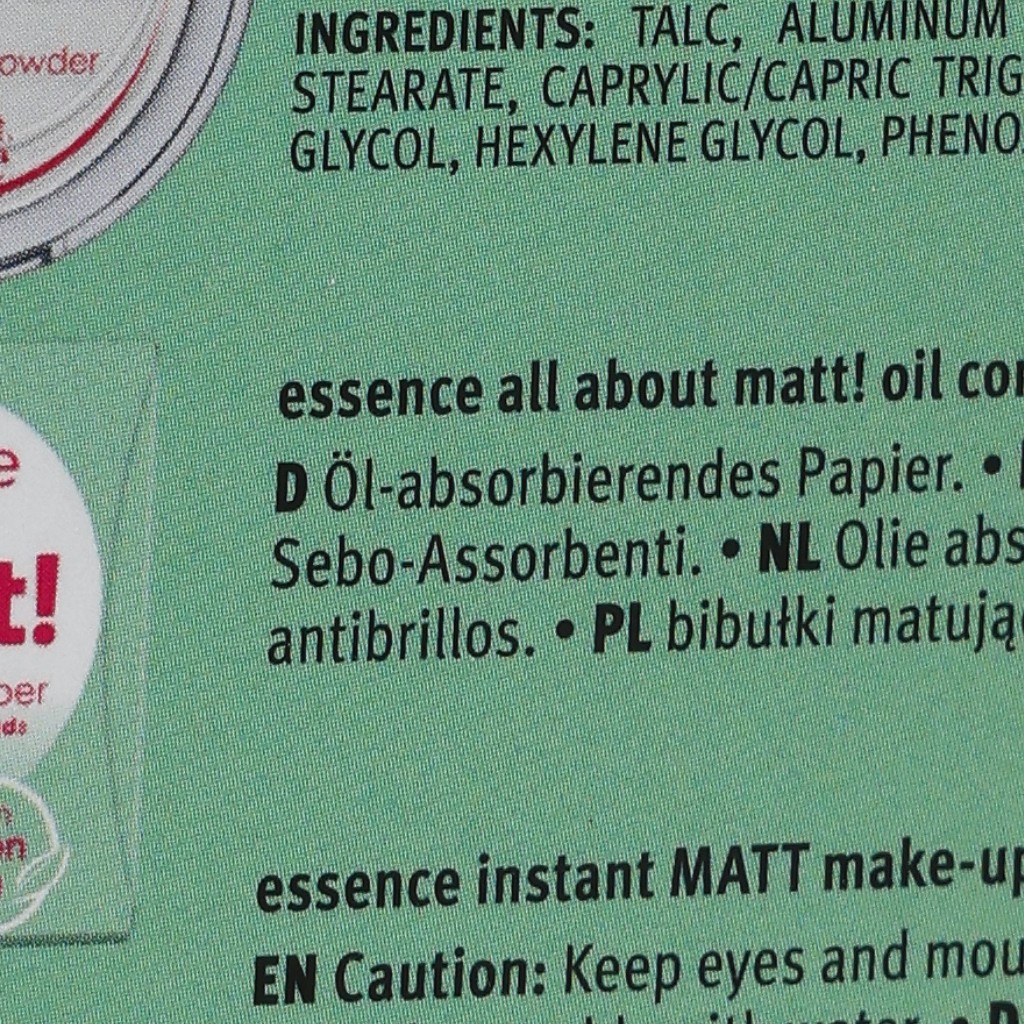 owder
INGREDIENTS: TALC, ALUMINUM
STEARATE, CAPRYLIC/CAPRIC TRIG
GLYCOL, HEXYLENE GLYCOL, PHENO
essence all about matt! oil
D Öl-absorbierendes Papier. •
Sebo-Assorbenti. • NL Olie abs
antibrillos. • PL bibułki matują
e
t!
per
ds
essence instant MATT make-up
EN Caution: Keep eyes and mou